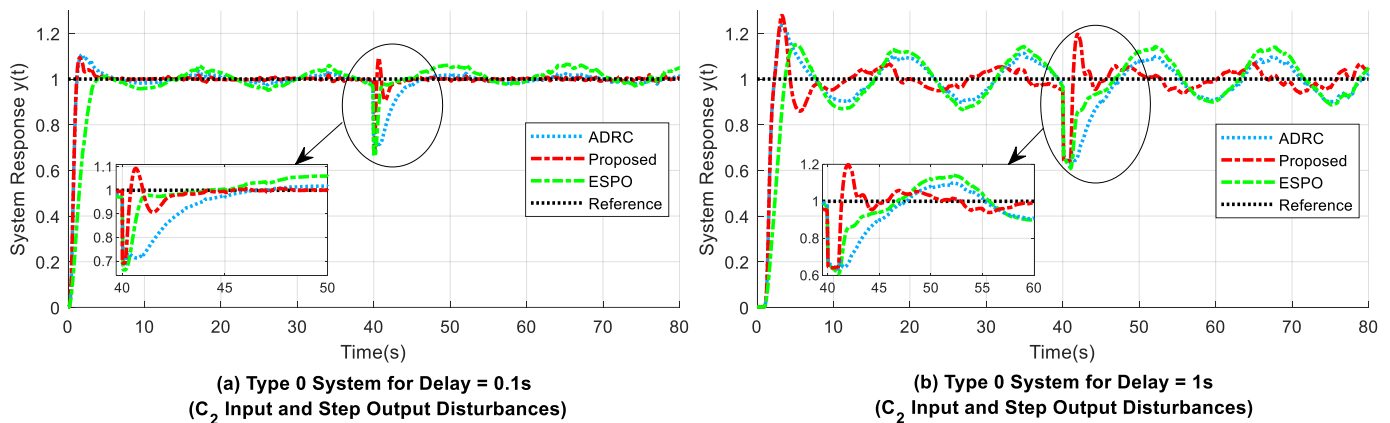 System Response y(t)
1.2
1
0.8
0.6
0.4
0.2
0
0 10 20 30 40 50 60 70 80
Time(s)
ADRC
Proposed
ESPO
Reference
1.1
1
0.9
0.8
0.7
40 45 50
(a) Type 0 System for Delay = 0.1s
(C2 Input and Step Output Disturbances)
System Response y(t)
1.2
1
0.8
0.6
0.4
0.2
0
0 10 20 30 40 50 60 70 80
Time(s)
ADRC
Proposed
ESPO
Reference
1.2
1
0.8
0.6
40 45 50 55 60
(b) Type 0 System for Delay = 1s
(C2 Input and Step Output Disturbances)